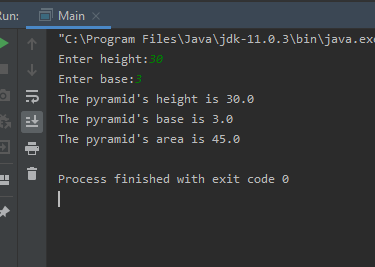 Run:
Main
"C:\Program Files\Java\jdk-11.0.3\bin\java.exe
Enter height:30
Enter base:3
The pyramid's height is 30.0
The pyramid's base is 3.0
The pyramid's area is 45.0
Process finished with exit code 0